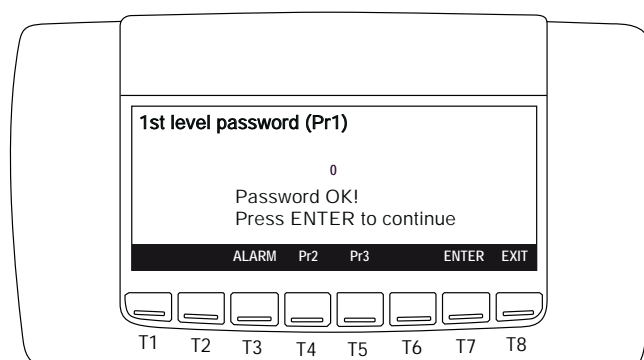 1st level password (Pr1)
0
Password OK!
Press ENTER to continue
ALARM Pr2 Pr3 ENTER EXIT
T1 T2 T3 T4 T5 T6 T7 T8